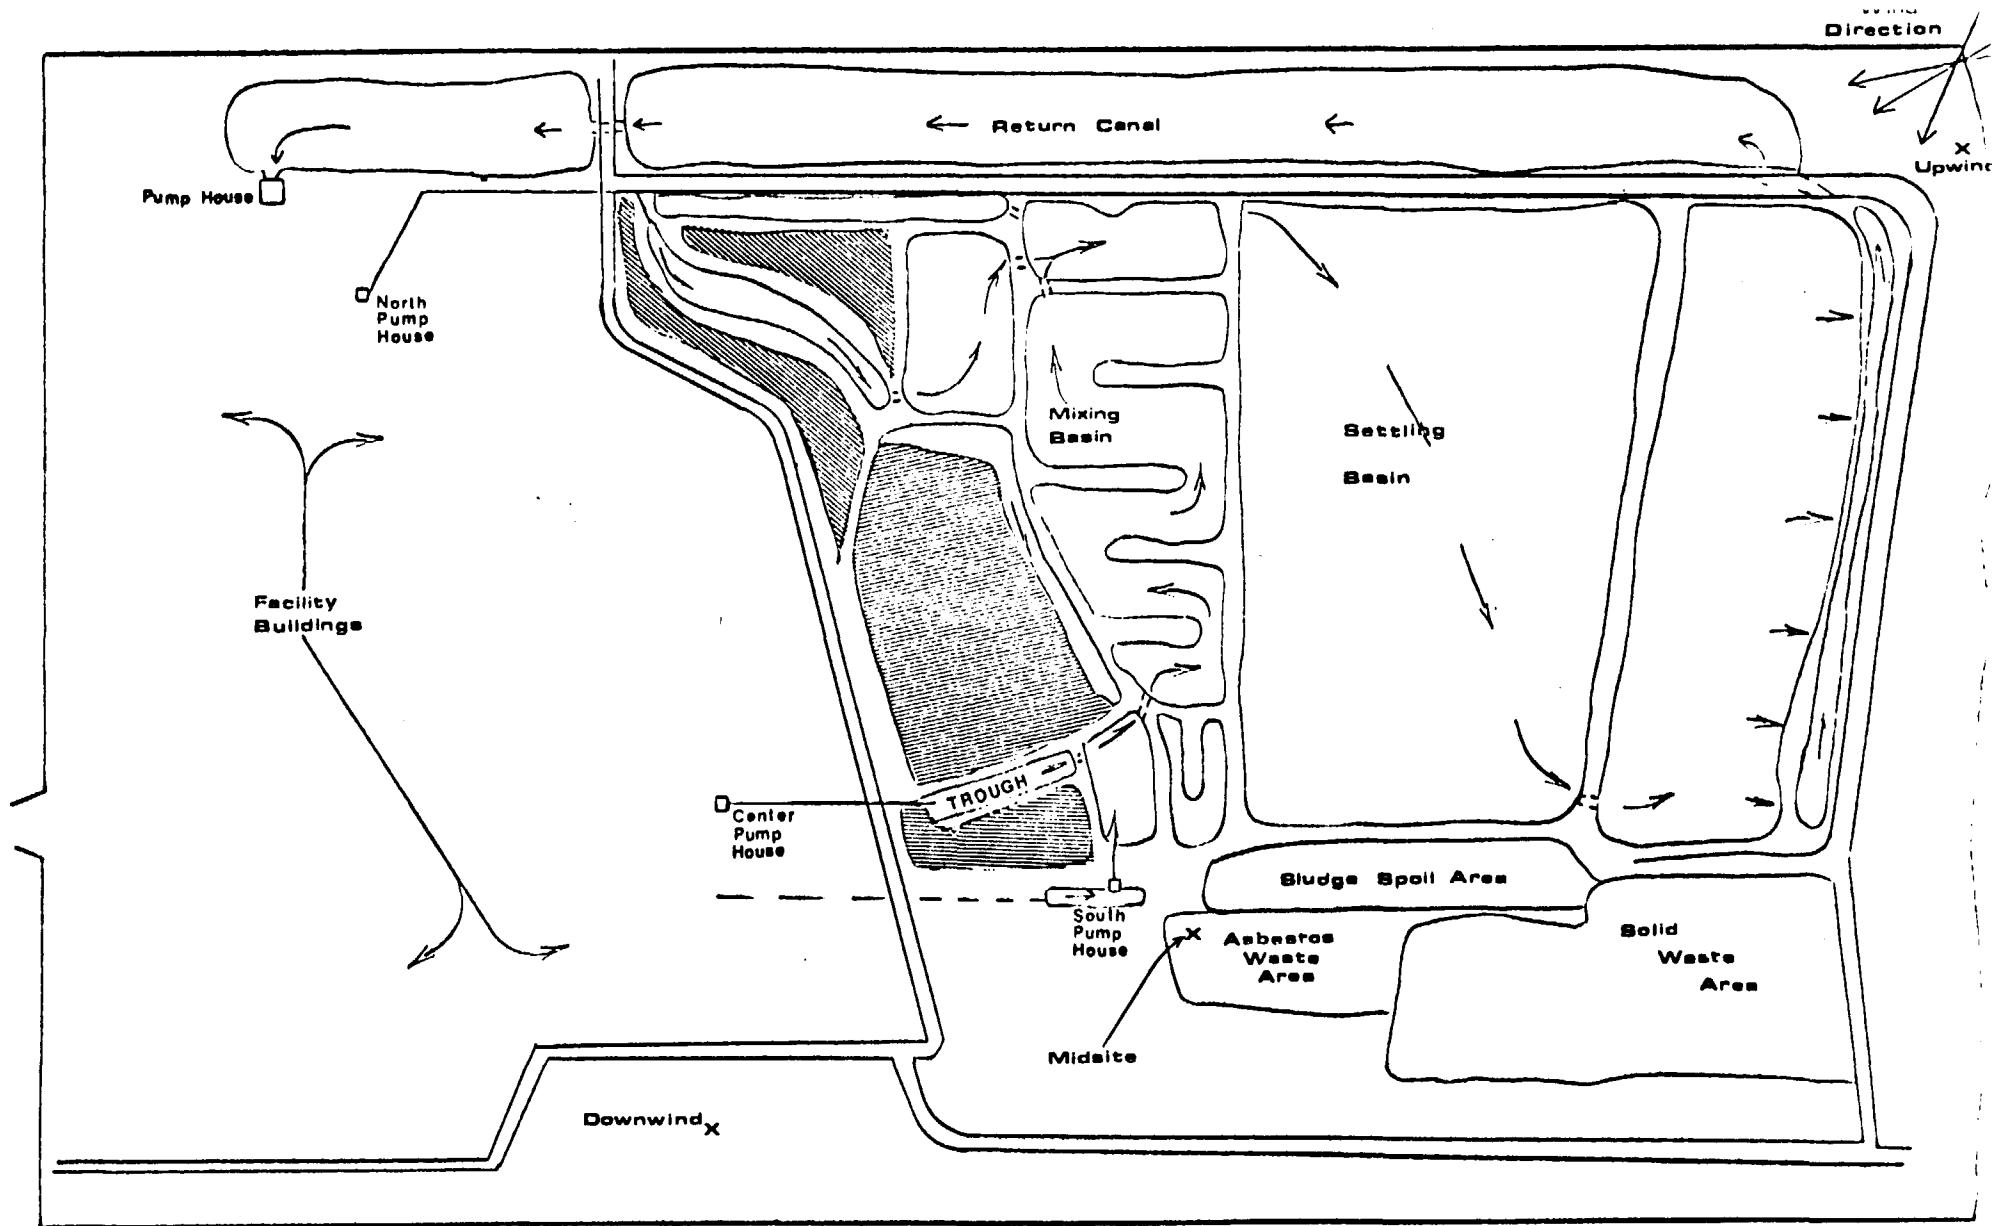 Wind
Direction
Return Canal
Upwind
Pump House
North
Pump
House
Mixing
Basin
Settling
Basin
Facility
Buildings
TROUGH
Center
Pump
House
Sludge Spoil Area
South
Pump
House
Asbestos
Waste
Area
Solid
Waste
Area
Midsite
Downwind